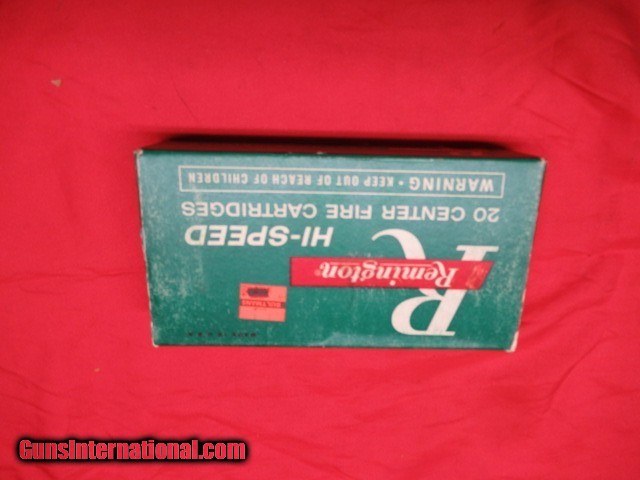 Remington®
HI-SPEED
20 CENTER FIRE CARTRIDGES
WARNING • KEEP OUT OF REACH OF CHILDREN
GunsInternational.com